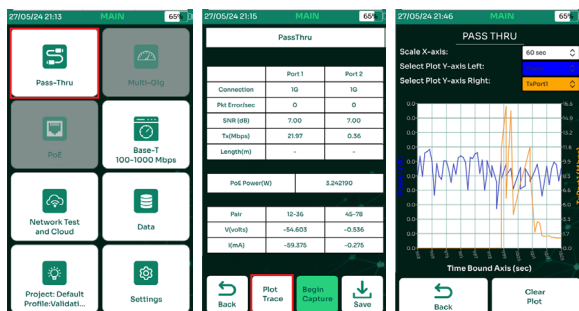 27/05/24 21:13 MAIN 65%
Pass-Thru
Multi-Gig
PoE
Base-T
100-1000 Mbps
Network Test
and Cloud
Data
Project: Default
Profile:Validati...
Settings
27/05/24 21:15 MAIN 65%
PassThru
Port 1 Port 2
Connection 1G 1G
Pkt Error/sec 0 0
SNR (dB) 7.00 7.00
Tx(Mbps) 21.97 0.36
Length(m) - -
PoE Power(W) 3.242190
Pair 12-36 45-78
V(volts) -54.603 -0.536
I(mA) -59.375 -0.275
Back
Plot
Trace
Begin
Capture
Save
27/05/24 21:46 MAIN 65%
PASS THRU
Scale X-axis: 60 sec
Select Plot Y-axis Left:
Select Plot Y-axis Right: TxPort1
Time Bound Axis (sec)
Back
Clear
Plot